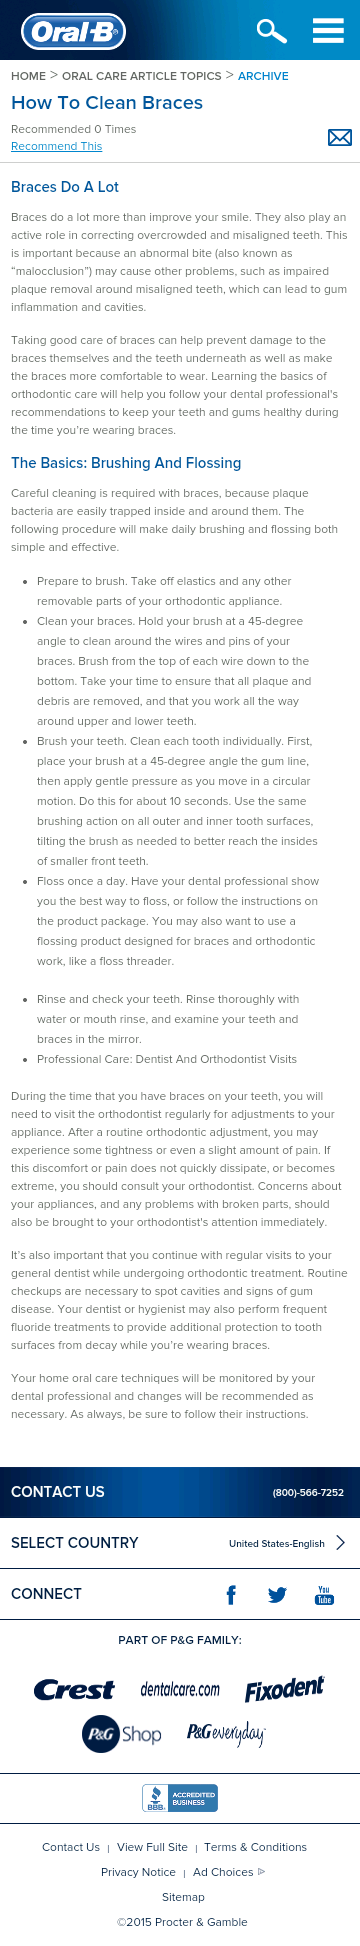 Oral-B®
HOME > ORAL CARE ARTICLE TOPICS > ARCHIVE
How To Clean Braces
Recommended 0 Times
Recommend This
Braces Do A Lot
Braces do a lot more than improve your smile. They also play an
active role in correcting overcrowded and misaligned teeth. This
is important because an abnormal bite (also known as
“malocclusion”) may cause other problems, such as impaired
plaque removal around misaligned teeth, which can lead to gum
inflammation and cavities.
Taking good care of braces can help prevent damage to the
braces themselves and the teeth underneath as well as make
the braces more comfortable to wear. Learning the basics of
orthodontic care will help you follow your dental professional's
recommendations to keep your teeth and gums healthy during
the time you’re wearing braces.
The Basics: Brushing And Flossing
Careful cleaning is required with braces, because plaque
bacteria are easily trapped inside and around them. The
following procedure will make daily brushing and flossing both
simple and effective.
• Prepare to brush. Take off elastics and any other
removable parts of your orthodontic appliance.
• Clean your braces. Hold your brush at a 45-degree
angle to clean around the wires and pins of your
braces. Brush from the top of each wire down to the
bottom. Take your time to ensure that all plaque and
debris are removed, and that you work all the way
around upper and lower teeth.
• Brush your teeth. Clean each tooth individually. First,
place your brush at a 45-degree angle the gum line,
then apply gentle pressure as you move in a circular
motion. Do this for about 10 seconds. Use the same
brushing action on all outer and inner tooth surfaces,
tilting the brush as needed to better reach the insides
of smaller front teeth.
• Floss once a day. Have your dental professional show
you the best way to floss, or follow the instructions on
the product package. You may also want to use a
flossing product designed for braces and orthodontic
work, like a floss threader.
• Rinse and check your teeth. Rinse thoroughly with
water or mouth rinse, and examine your teeth and
braces in the mirror.
• Professional Care: Dentist And Orthodontist Visits
During the time that you have braces on your teeth, you will
need to visit the orthodontist regularly for adjustments to your
appliance. After a routine orthodontic adjustment, you may
experience some tightness or even a slight amount of pain. If
this discomfort or pain does not quickly dissipate, or becomes
extreme, you should consult your orthodontist. Concerns about
your appliances, and any problems with broken parts, should
also be brought to your orthodontist's attention immediately.
It’s also important that you continue with regular visits to your
general dentist while undergoing orthodontic treatment. Routine
checkups are necessary to spot cavities and signs of gum
disease. Your dentist or hygienist may also perform frequent
fluoride treatments to provide additional protection to tooth
surfaces from decay while you’re wearing braces.
Your home oral care techniques will be monitored by your
dental professional and changes will be recommended as
necessary. As always, be sure to follow their instructions.
CONTACT US (800)-566-7252
SELECT COUNTRY United States-English
CONNECT You Tube
PART OF P&G FAMILY:
Crest dentalcare.com Fixodent
P&G Shop P&G everyday
BBB. ACCREDITED BUSINESS
Contact Us | View Full Site | Terms & Conditions
Privacy Notice | Ad Choices
Sitemap
©2015 Procter & Gamble